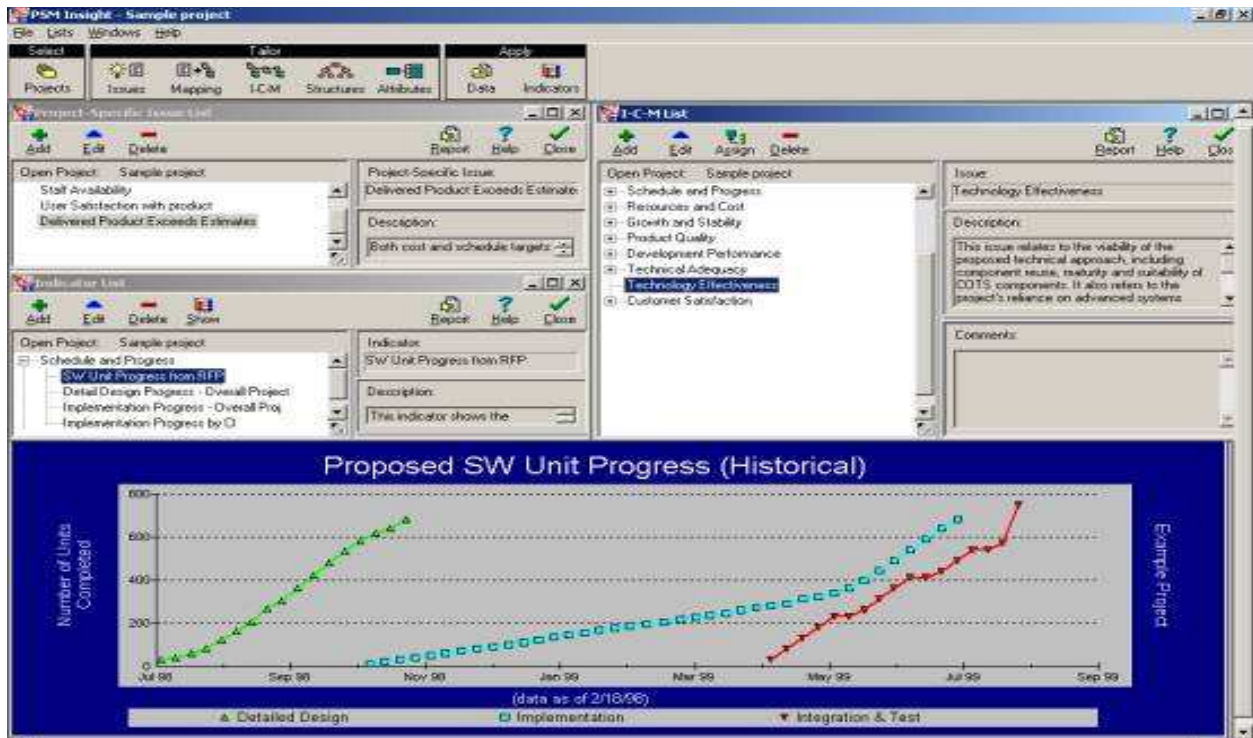 PSM Insight - Sample project
File Lists Windows Help
Select Tailor Apply
Projects Issues Mapping I-C-M Structures Attributes Data Indicators
Project-Specific Issue List
Add Edit Delete Report Help Close
Open Project: Sample project
Staff Availability
User Satisfaction with product
Delivered Product Exceeds Estimates
Project-Specific Issue:
Delivered Product Exceeds Estimate
Description:
Both cost and schedule targets
Indicator List
Add Edit Delete Show Report Help Close
Open Project: Sample project
Schedule and Progress
SW Unit Progress from RFP
Detail Design Progress - Overall Project
Implementation Progress - Overall Proj
Implementation Progress by CI
Indicator:
SW Unit Progress from RFP
Description:
This indicator shows the
I-C-M List
Add Edit Assign Delete Report Help Clos
Open Project: Sample project
Schedule and Progress
Resources and Cost
Growth and Stability
Product Quality
Development Performance
Technical Adequacy
Technology Effectiveness
Customer Satisfaction
Issue:
Technology Effectiveness
Description:
This issue relates to the viability of the
proposed technical approach, including
component reuse, maturity and suitability of
COTS components. It also refers to the
project's reliance on advanced systems
Comments:
Proposed SW Unit Progress (Historical)
Number of Units
Completed
800
600
400
200
0
Jul 98 Sep 98 Nov 98 Jan 99 Mar 99 May 99 Jul 99 Sep 99
(data as of 2/18/98)
Detailed Design Implementation Integration & Test
Example Project